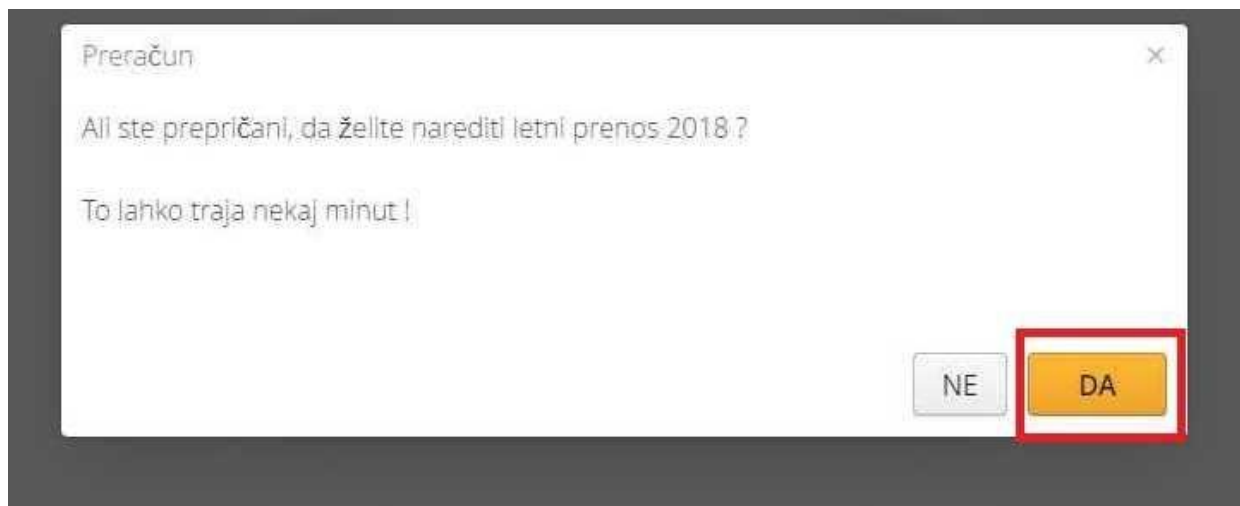 Preračun
×
Ali ste prepričani, da želite narediti letni prenos 2018 ?
To lahko traja nekaj minut !
NE
DA